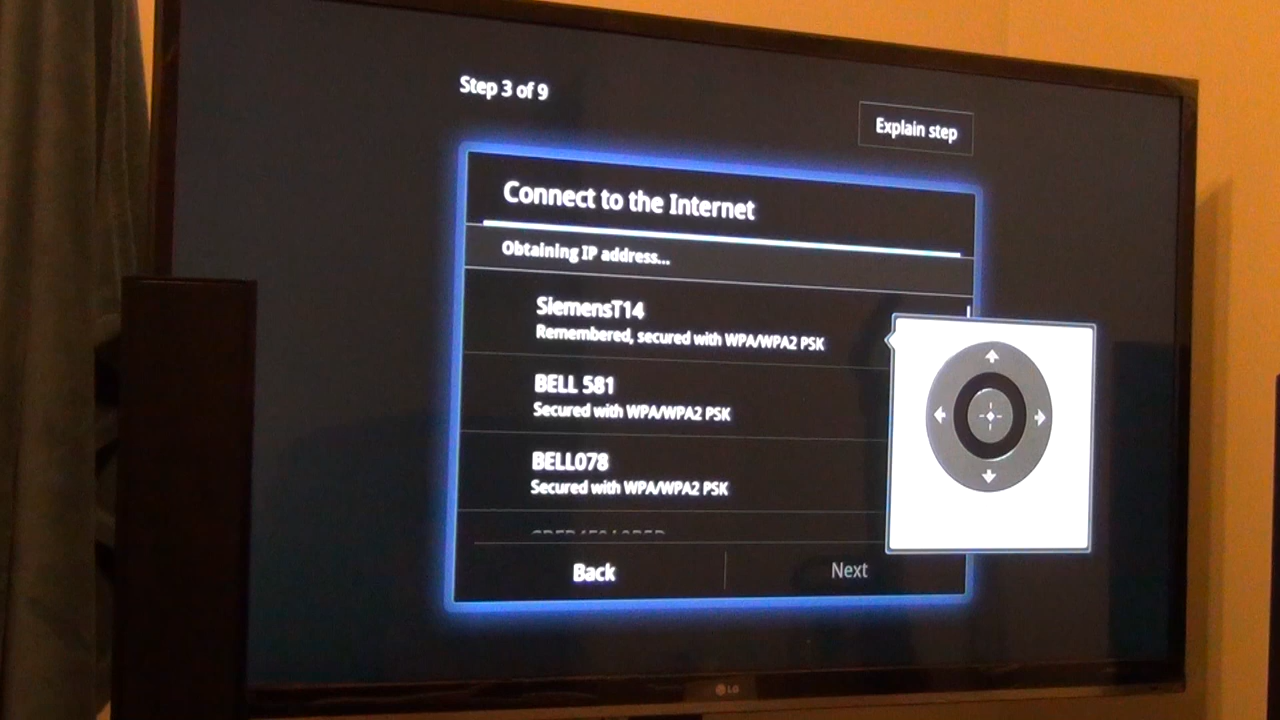 Step 3 of 9
Explain step
Connect to the Internet
Obtaining IP address...
SiemensT14
Remembered, secured with WPA/WPA2 PSK
BELL 581
Secured with WPA/WPA2 PSK
BELL078
Secured with WPA/WPA2 PSK
Back
Next
LG